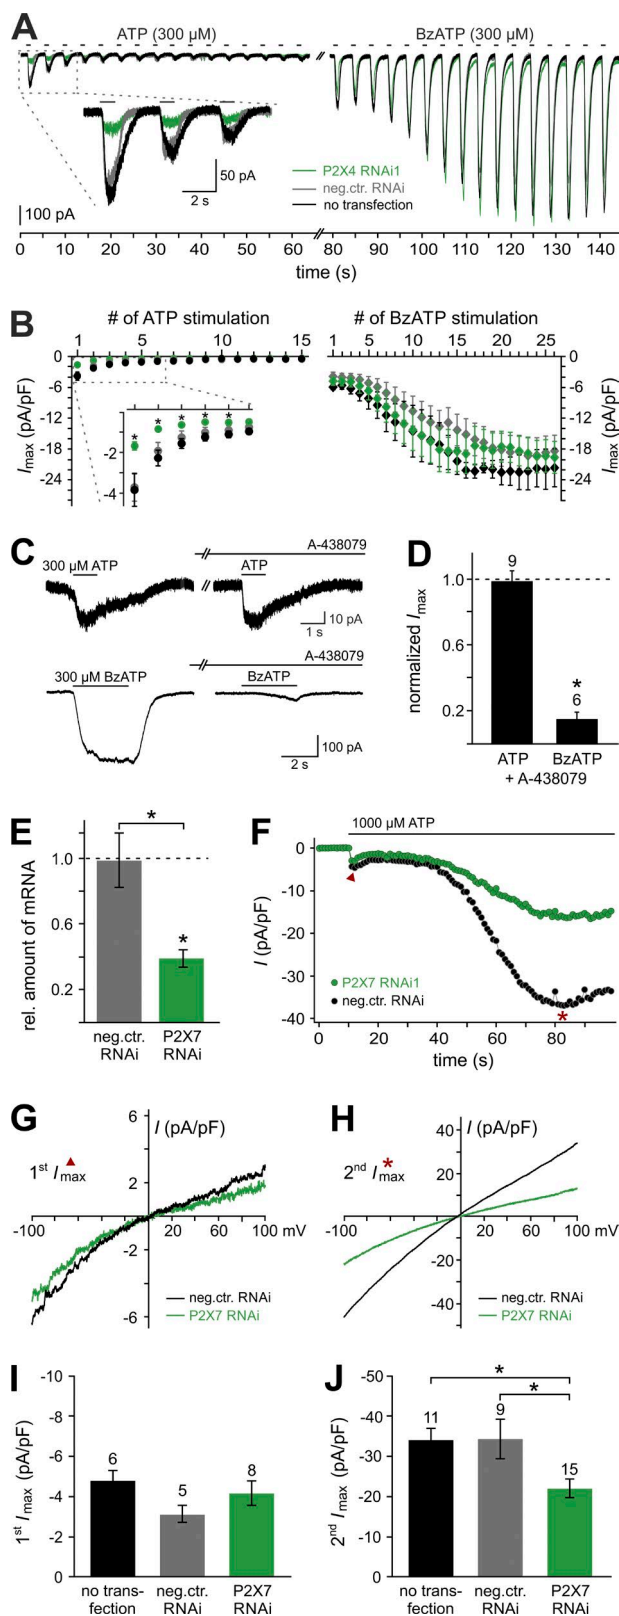 A
ATP (300 µM)
BzATP (300 µM)
50 pA
2 s
P2X4 RNAi1
neg.ctr. RNAi
no transfection
100 pA
0 10 20 30 40 50 60 80 90 100 110 120 130 140
time (s)
B
# of ATP stimulation
# of BzATP stimulation
1 5 10 15
1 5 10 15 20 25
0
-6
-12
-18
-24
Imax (pA/pF)
* * * * * *
-2
-4
0
-6
-12
-18
-24
Imax (pA/pF)
C
A-438079
300 µM ATP
ATP
10 pA
1 s
A-438079
300 µM BzATP
BzATP
100 pA
2 s
D
normalized Imax
1.0
0.6
0.2
9
*
6
ATP BzATP
+ A-438079
E
rel. amount of mRNA
1.0
0.6
0.2
*
*
neg.ctr. RNAi
P2X7 RNAi
F
1000 µM ATP
I (pA/pF)
0
-10
-20
-30
-40
P2X7 RNAi1
neg.ctr. RNAi
*
0 20 40 60 80
time (s)
G
I (pA/pF)
1st Imax
6
2
-2
-6
-100
20 60 100 mV
neg.ctr. RNAi
P2X7 RNAi
H
I (pA/pF)
2nd Imax *
40
20
-20
-50
-100
20 60 100 mV
neg.ctr. RNAi
P2X7 RNAi
I
1st Imax (pA/pF)
-10
-8
-6
-4
-2
0
6
5
8
no trans-fection
neg.ctr. RNAi
P2X7 RNAi
J
2nd Imax (pA/pF)
-50
-40
-30
-20
-10
0
*
*
11
9
15
no trans-fection
neg.ctr. RNAi
P2X7 RNAi